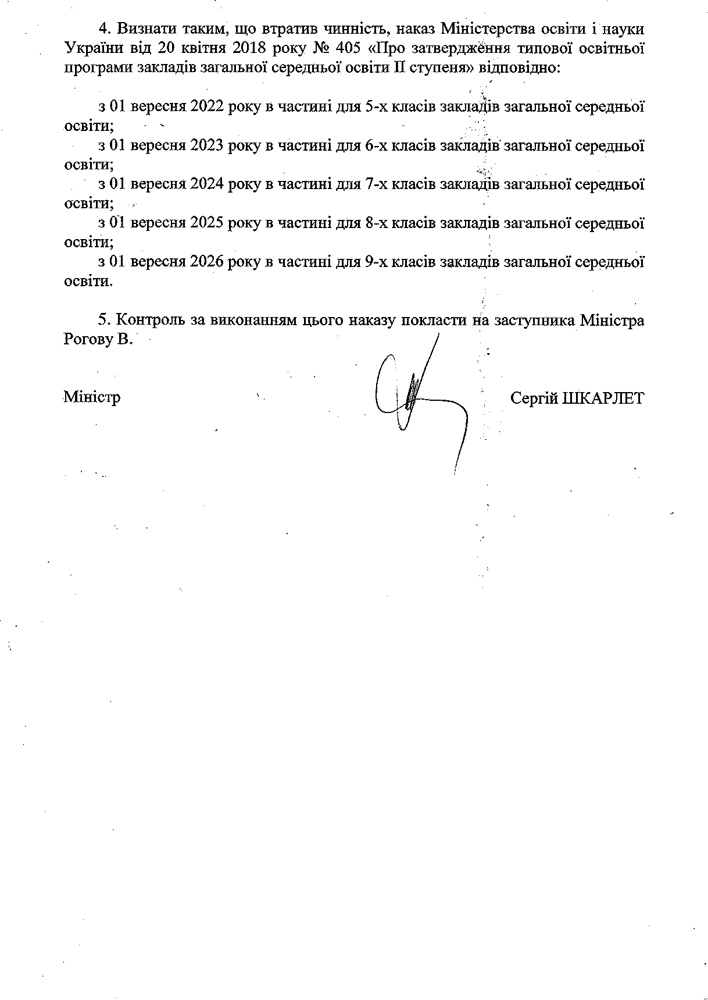 4. Визнати таким, що втратив чинність, наказ Міністерства освіти і науки
України від 20 квітня 2018 року № 405 «Про затвердження типової освітньої
програми закладів загальної середньої освіти ІІ ступеня» відповідно:
з 01 вересня 2022 року в частині для 5-х класів закладів загальної середньої
освіти;
з 01 вересня 2023 року в частині для 6-х класів закладів загальної середньої
освіти;
з 01 вересня 2024 року в частині для 7-х класів закладів загальної середньої
освіти;
з 01 вересня 2025 року в частині для 8-х класів закладів загальної середньої
освіти;
з 01 вересня 2026 року в частині для 9-х класів закладів загальної середньої
освіти.
5. Контроль за виконанням цього наказу покласти на заступника Міністра
Рогову В.
Міністр Сергій ШКАРЛЕТ